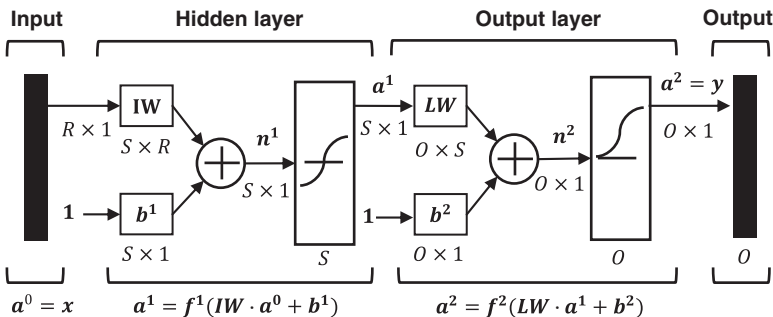 Input Hidden layer Output layer Output
IW a¹ LW a² = y
R × 1 S × R n¹ S × 1 O × S n² O × 1
S × 1 O × 1
1 b¹ 1 b²
S × 1 S O × 1 O O
a⁰ = x a¹ = f¹(IW · a⁰ + b¹) a² = f²(LW · a¹ + b²)